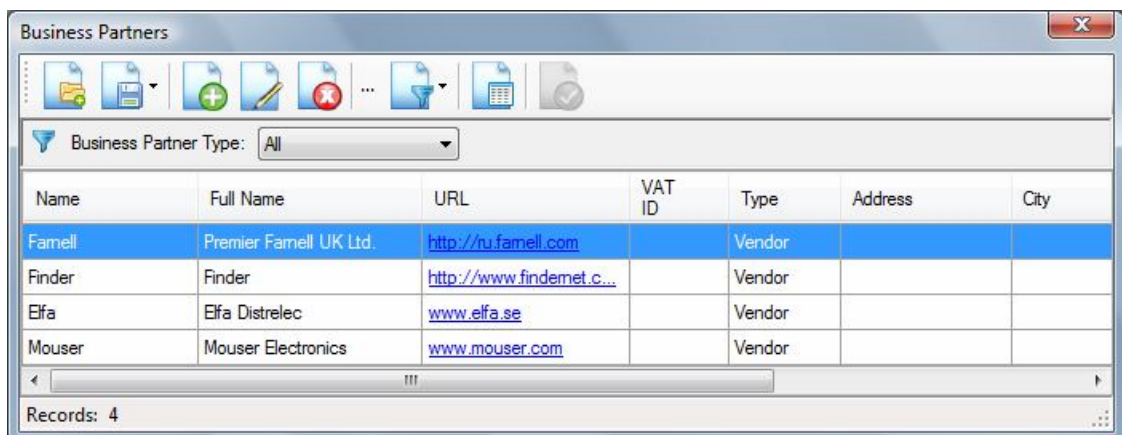 Business Partners
...
Business Partner Type: All
Name Full Name URL VAT ID Type Address City
Farnell Premier Farnell UK Ltd. http://ru.farnell.com Vendor
Finder Finder http://www.findernet.c... Vendor
Elfa Elfa Distrelec www.elfa.se Vendor
Mouser Mouser Electronics www.mouser.com Vendor
Records: 4